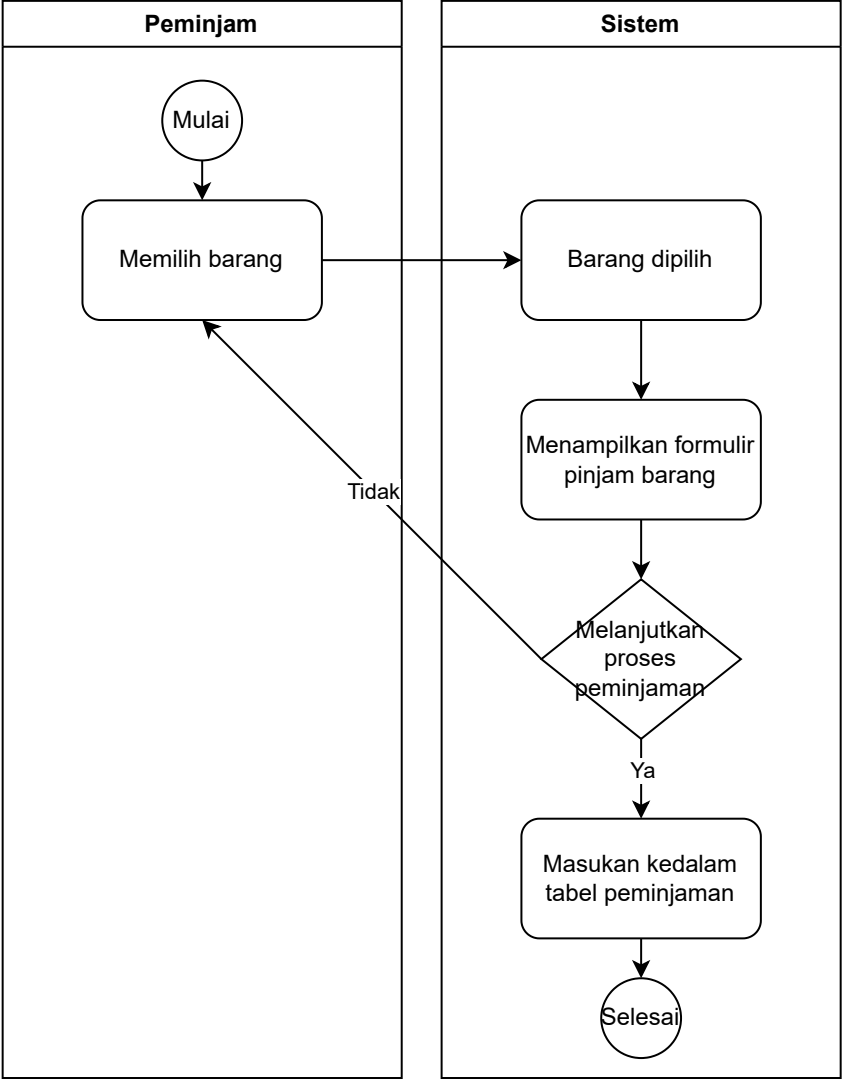 Peminjam
Sistem
Mulai
Memilih barang
Barang dipilih
Menampilkan formulir
pinjam barang
Tidak
Melanjutkan
proses
peminjaman
Ya
Masukan kedalam
tabel peminjaman
Selesai